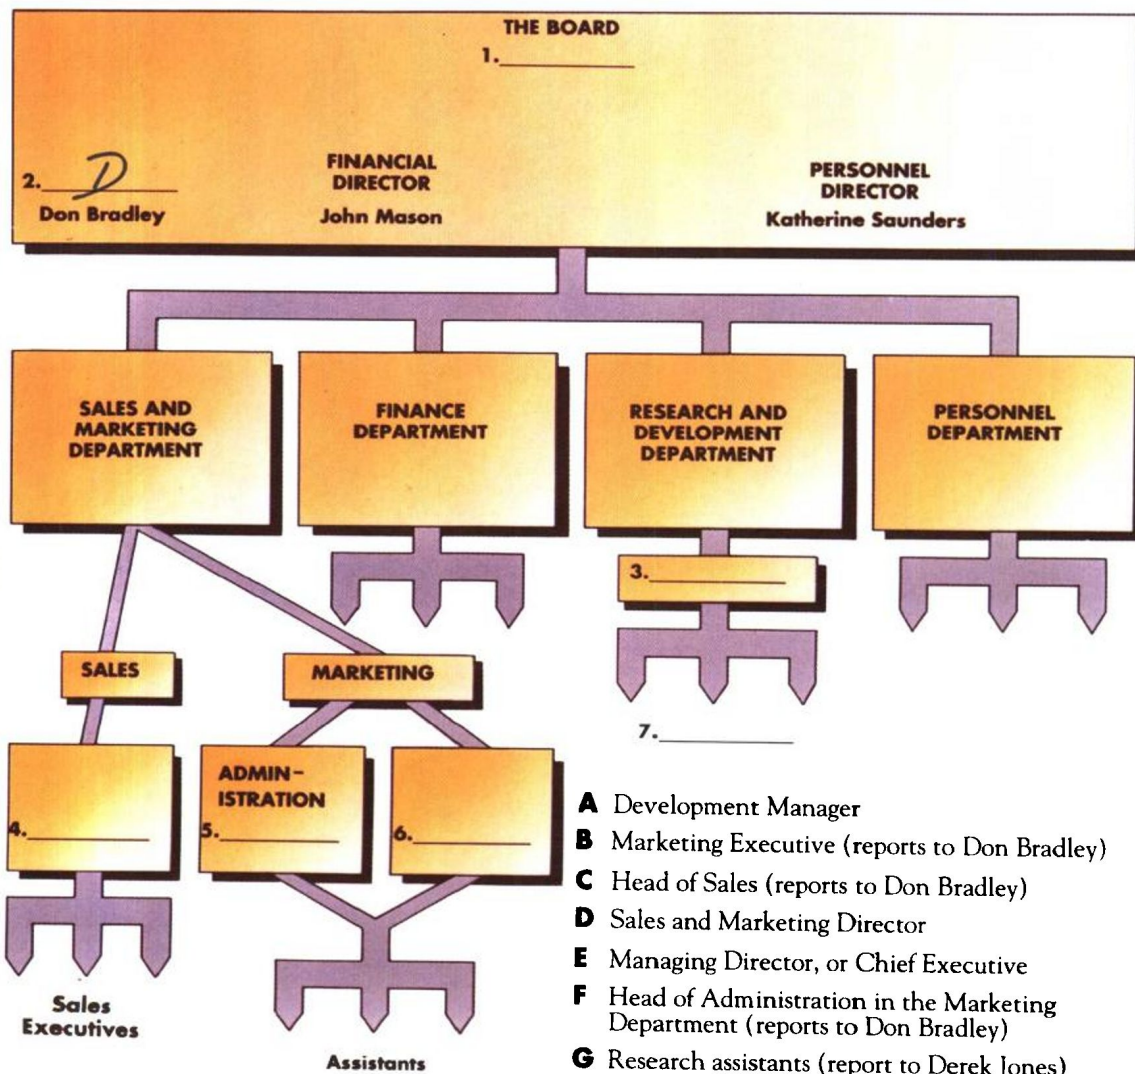 THE BOARD
1.
2. D
Don Bradley
FINANCIAL
DIRECTOR
John Mason
PERSONNEL
DIRECTOR
Katherine Saunders
SALES AND
MARKETING
DEPARTMENT
FINANCE
DEPARTMENT
RESEARCH AND
DEVELOPMENT
DEPARTMENT
PERSONNEL
DEPARTMENT
3.
SALES
MARKETING
7.
4.
ADMIN-
ISTRATION
5.
6.
Sales
Executives
Assistants
A Development Manager
B Marketing Executive (reports to Don Bradley)
C Head of Sales (reports to Don Bradley)
D Sales and Marketing Director
E Managing Director, or Chief Executive
F Head of Administration in the Marketing
Department (reports to Don Bradley)
G Research assistants (report to Derek Jones)